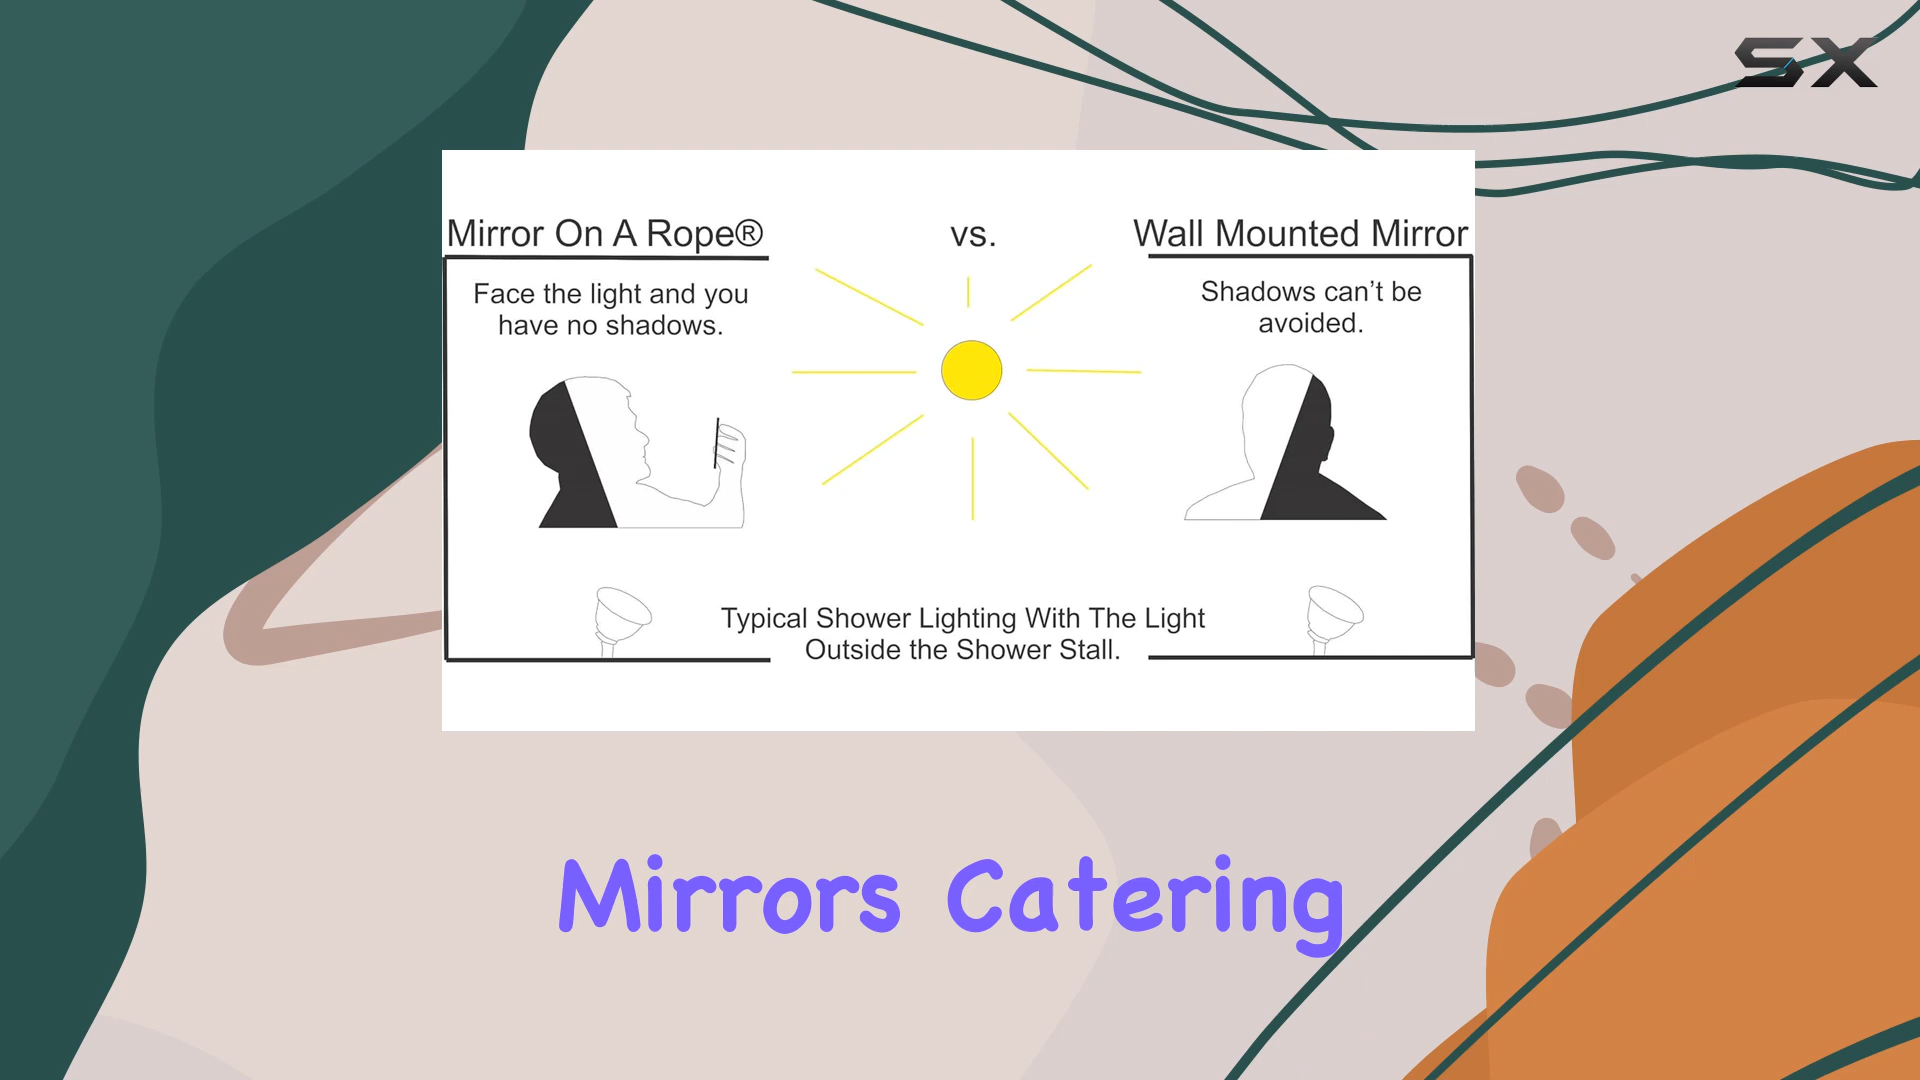 SX
Mirror On A Rope®
vs.
Wall Mounted Mirror
Face the light and you
have no shadows.
Shadows can't be
avoided.
Typical Shower Lighting With The Light
Outside the Shower Stall.
Mirrors Catering